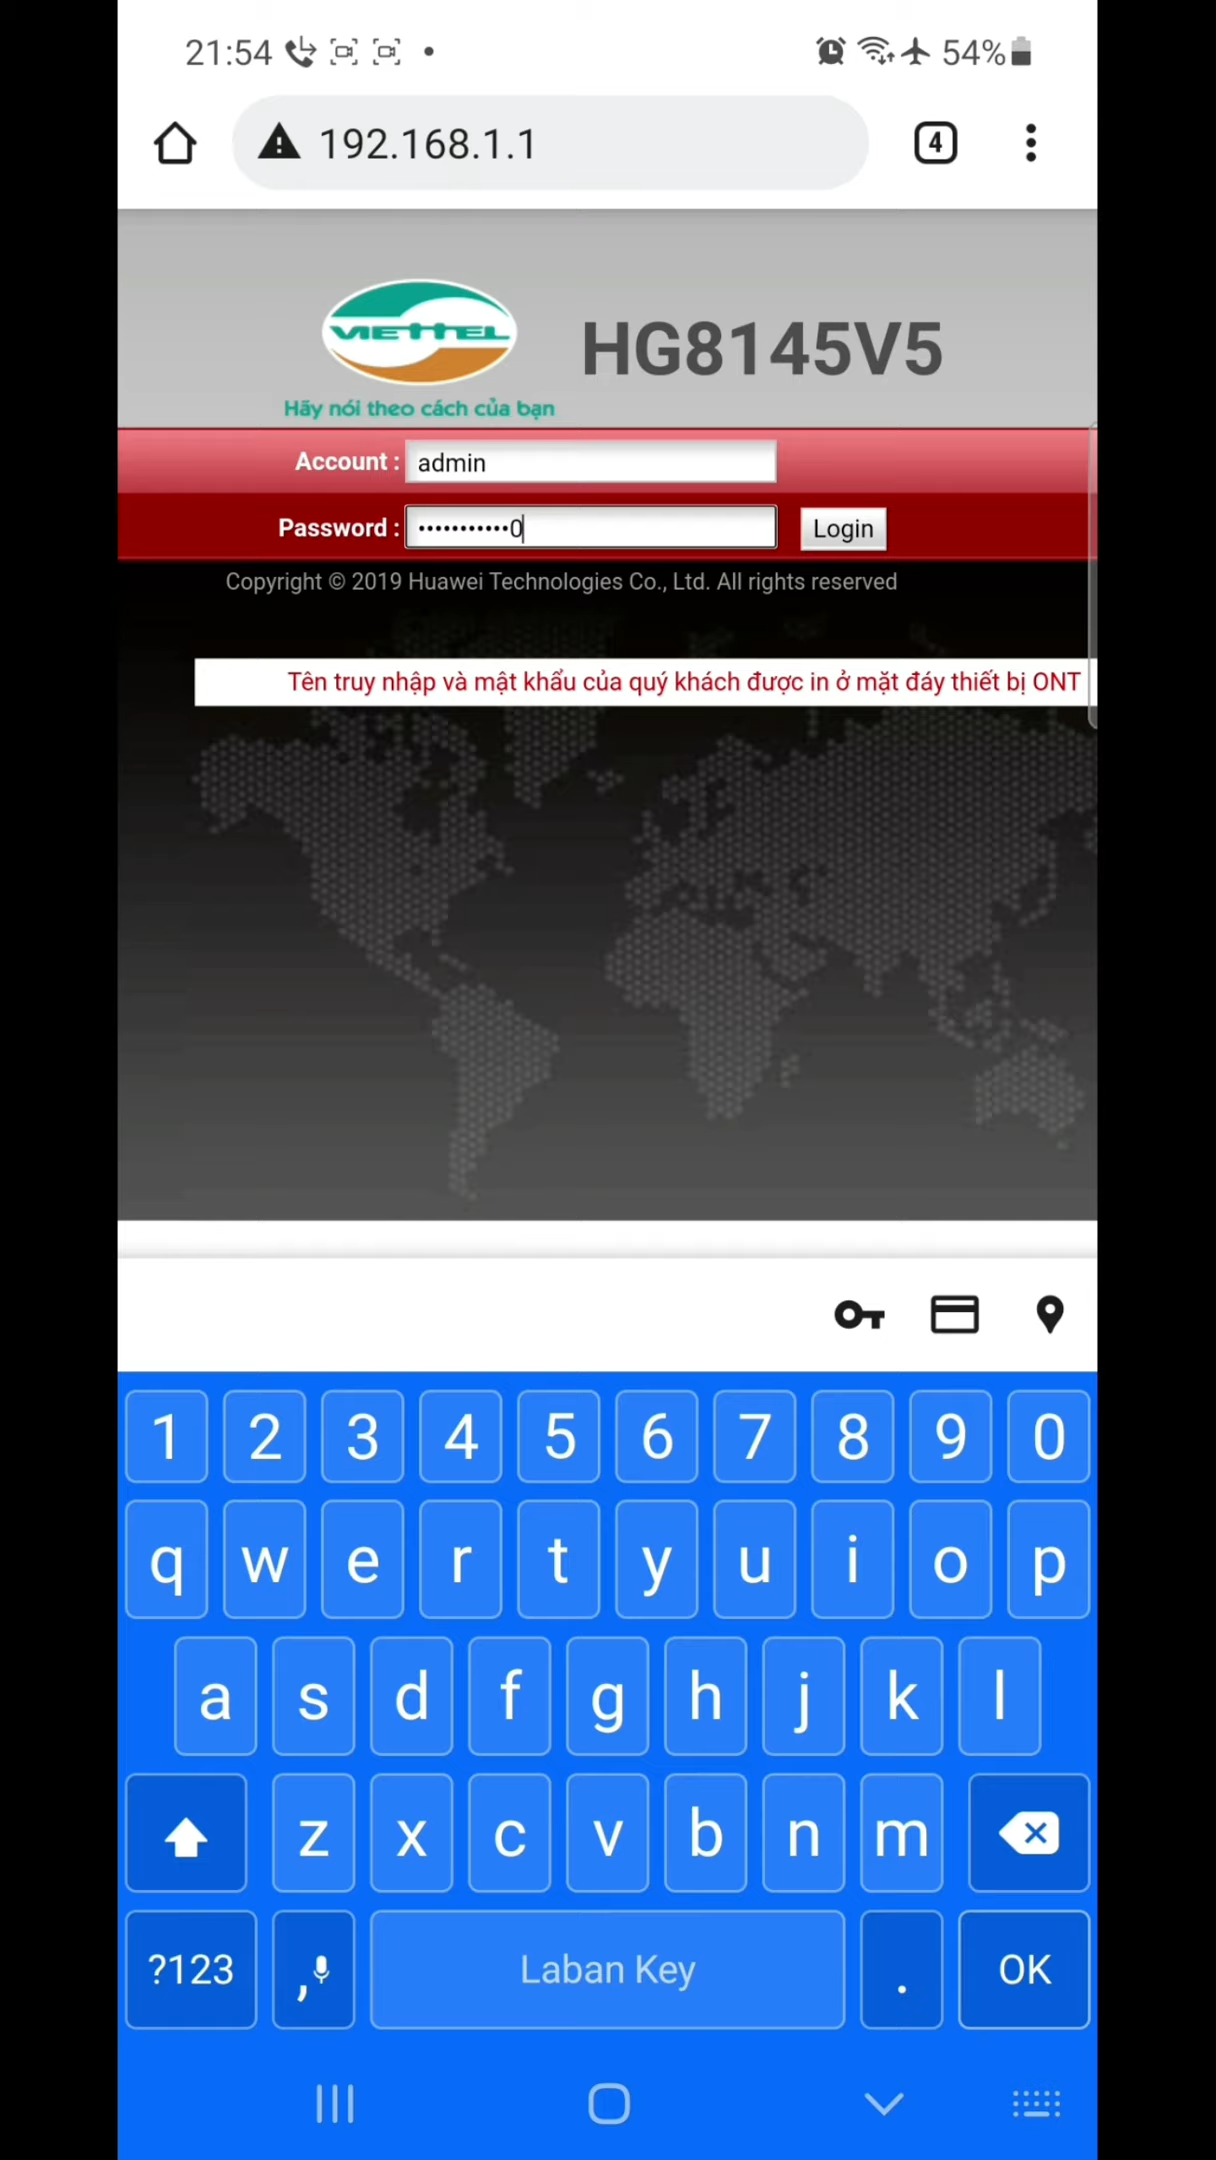 21:54 54%
192.168.1.1 4
VIETTEL
HG8145V5
Hãy nói theo cách của bạn
Account : admin
Password : •••••••••••0 Login
Copyright © 2019 Huawei Technologies Co., Ltd. All rights reserved
Tên truy nhập và mật khẩu của quý khách được in ở mặt đáy thiết bị ONT
1 2 3 4 5 6 7 8 9 0
q w e r t y u i o p
a s d f g h j k l
z x c v b n m
?123 , Laban Key . OK